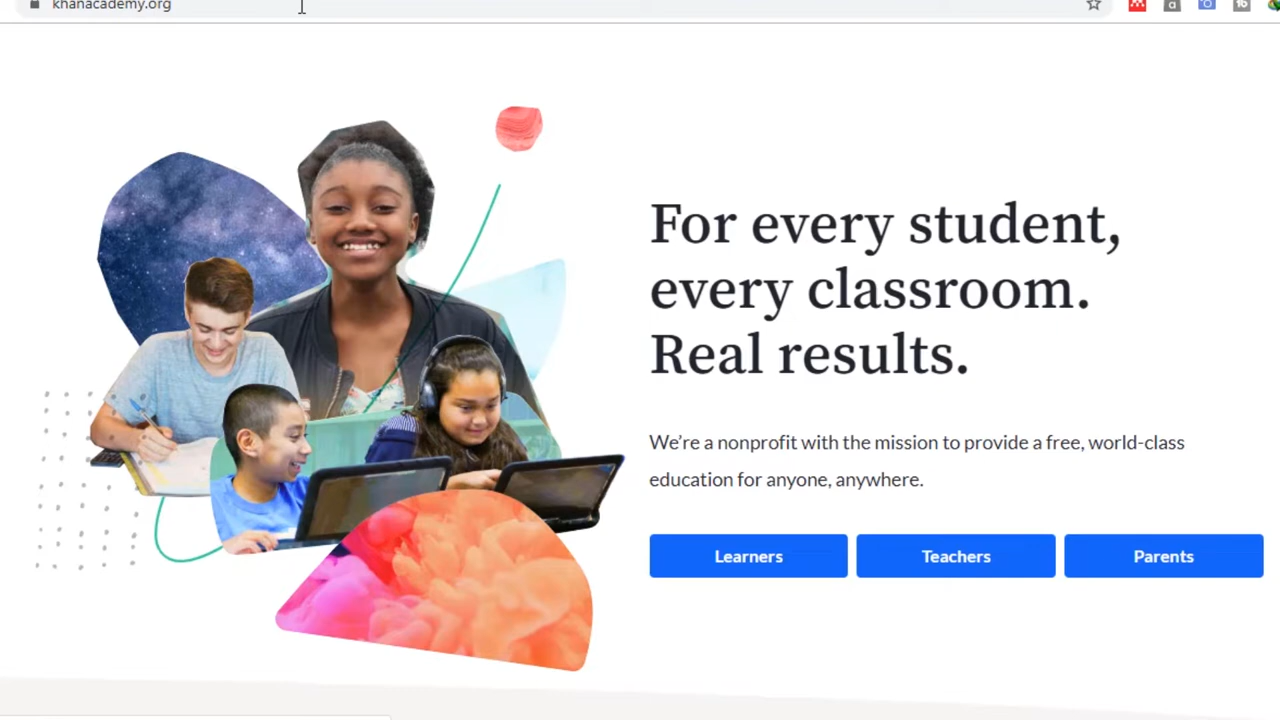 khanacademy.org
For every student,
every classroom.
Real results.
We’re a nonprofit with the mission to provide a free, world-class
education for anyone, anywhere.
Learners
Teachers
Parents